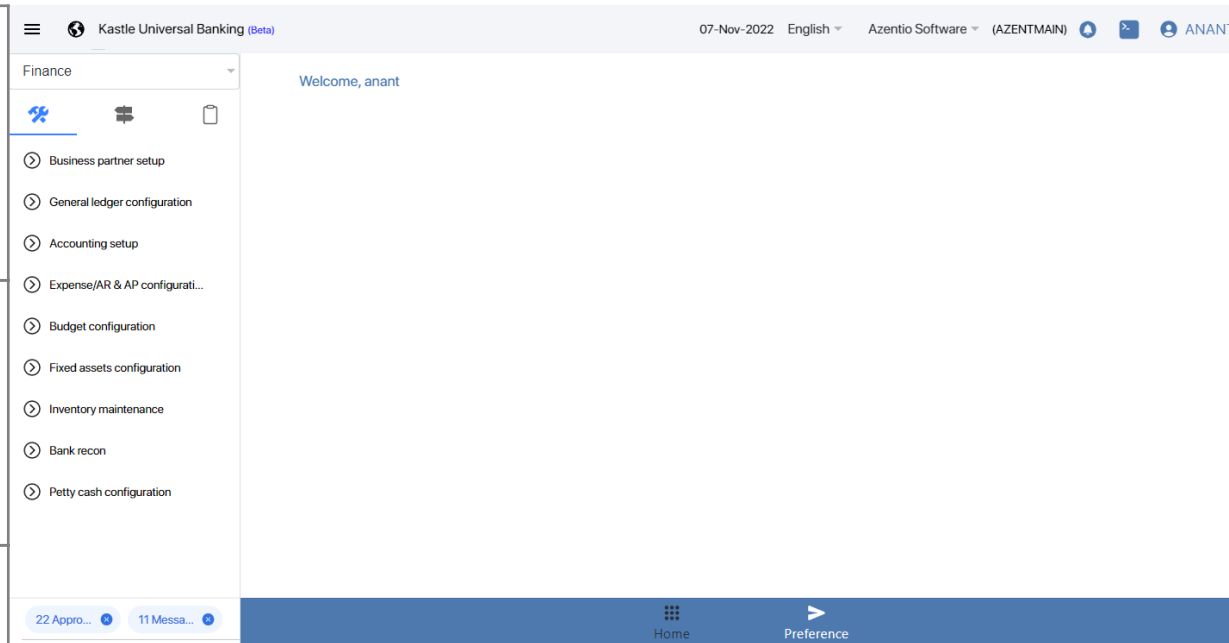 Kastle Universal Banking (Beta) 07-Nov-2022 English Azentio Software (AZENTMAIN) ANANT
Finance
Welcome, anant
Business partner setup
General ledger configuration
Accounting setup
Expense/AR & AP configurati...
Budget configuration
Fixed assets configuration
Inventory maintenance
Bank recon
Petty cash configuration
22 Appro... 11 Messa...
Home Preference